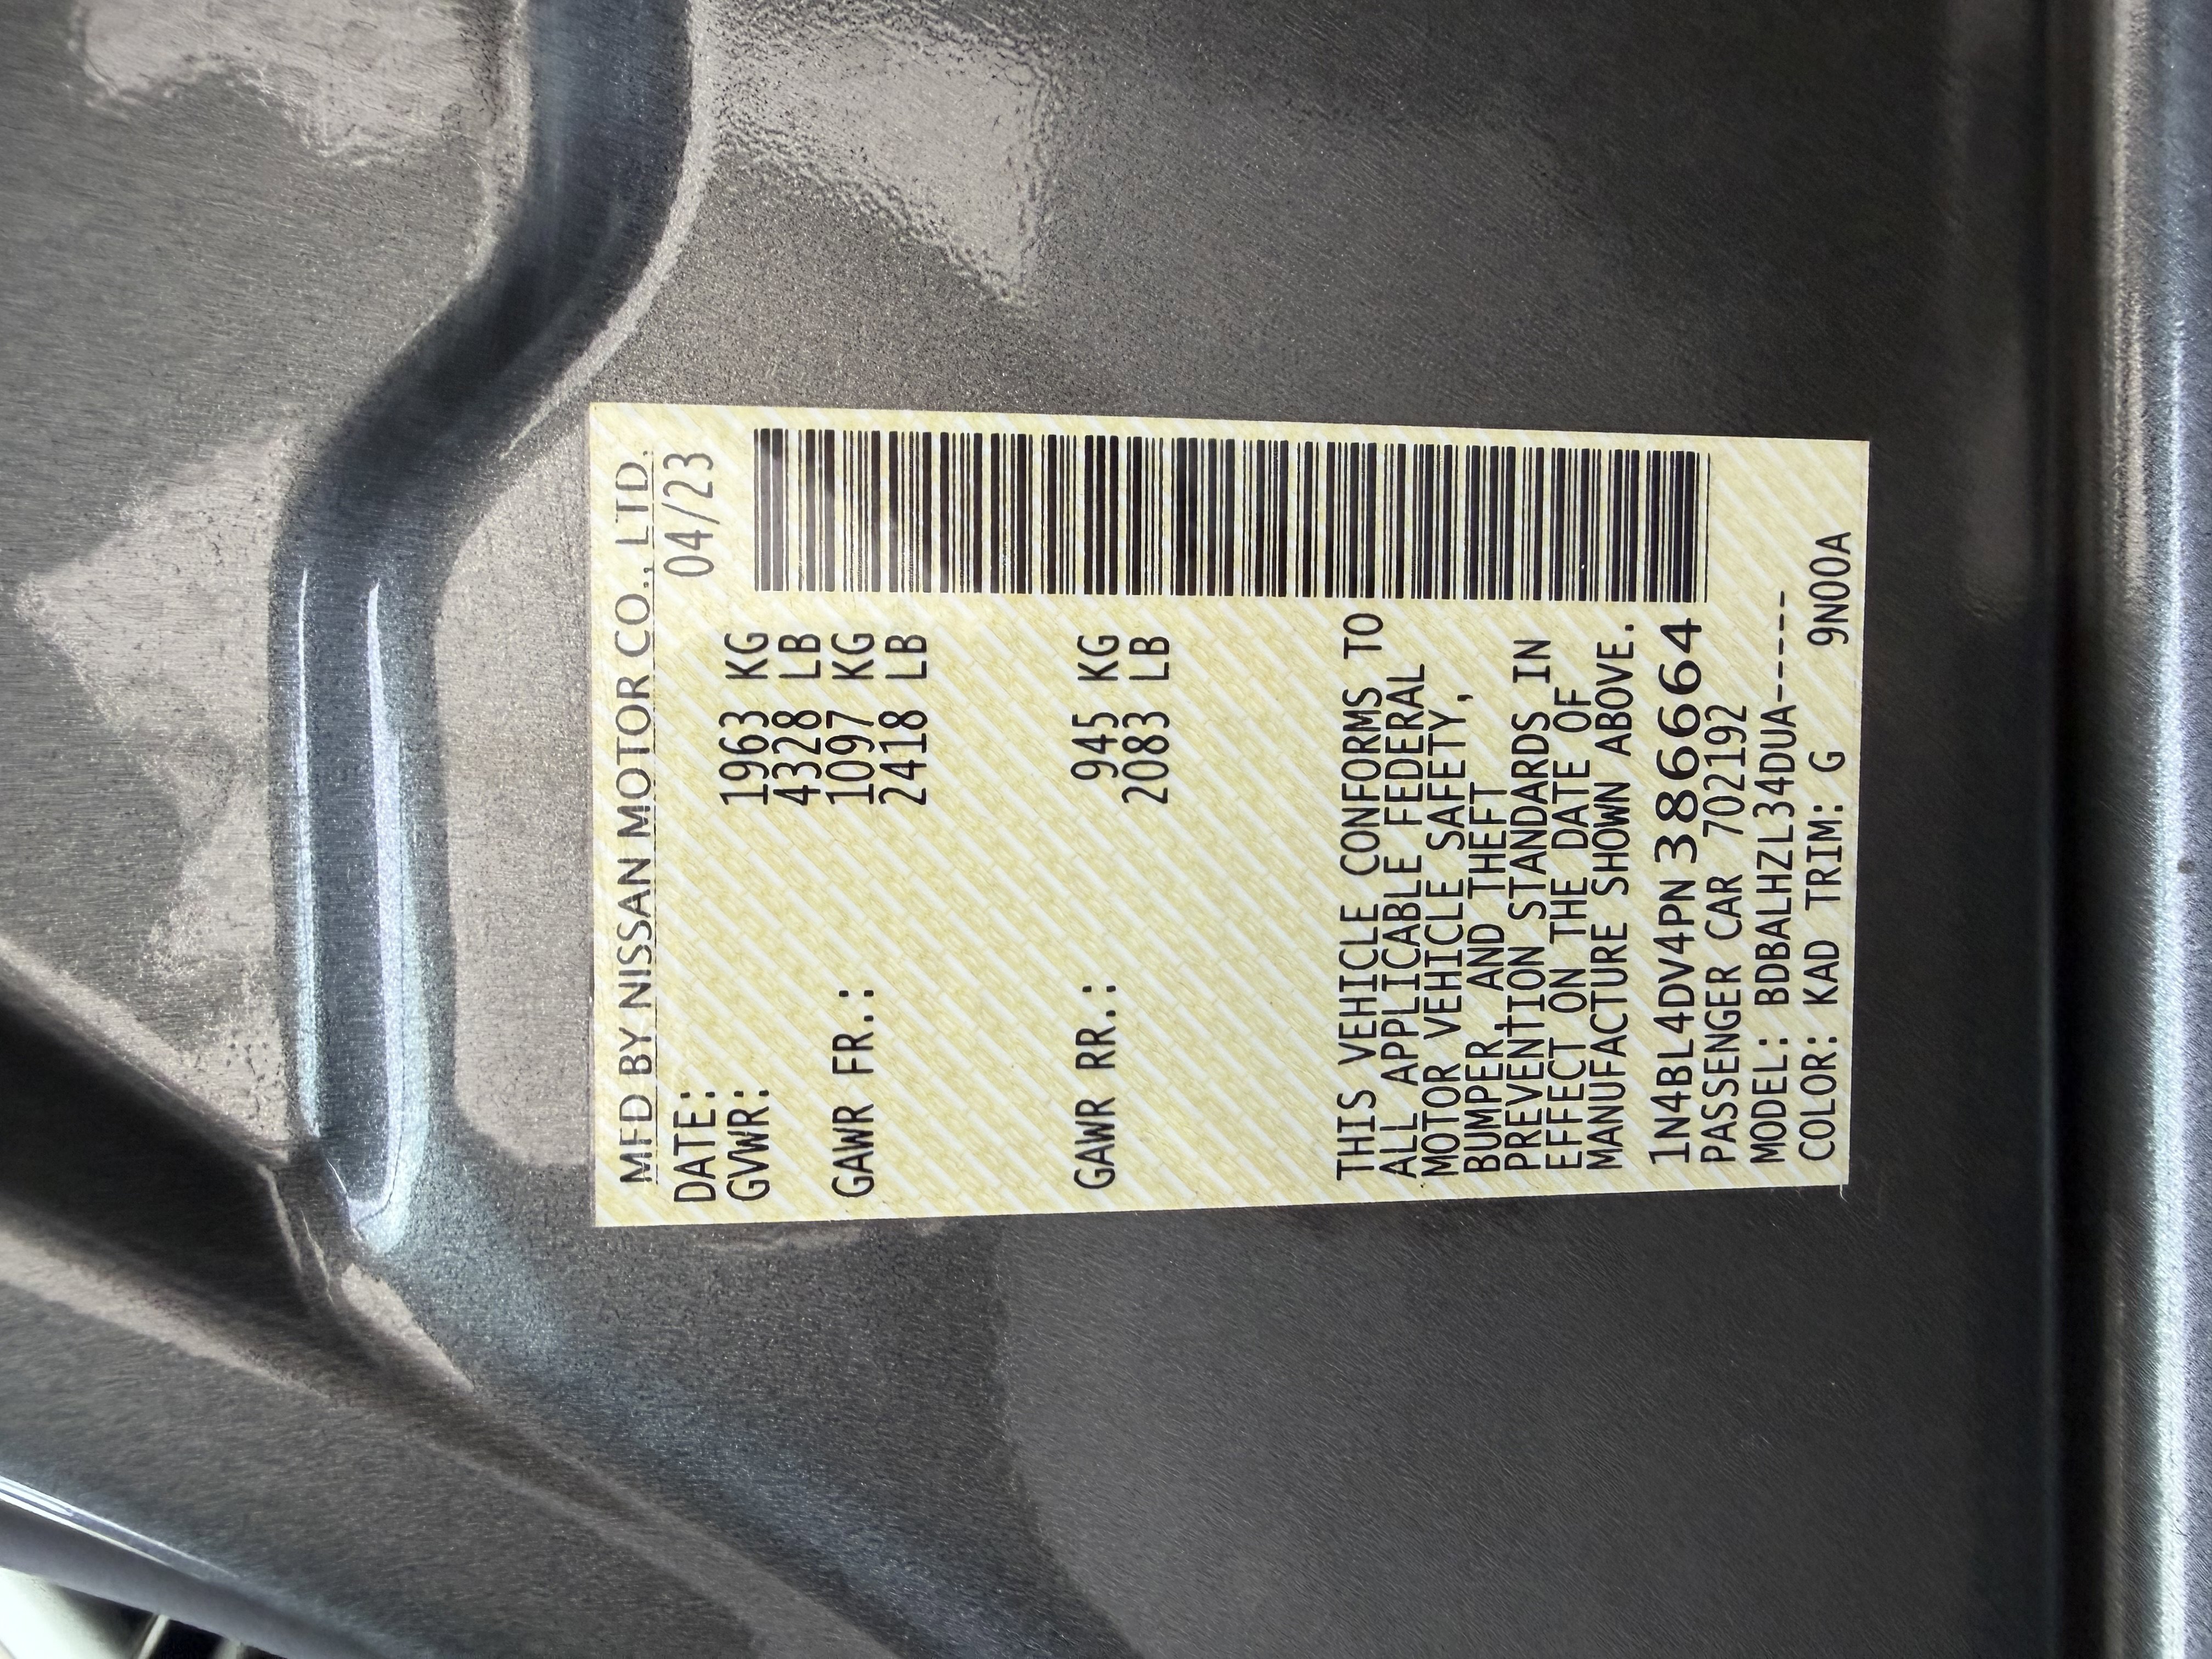 MFD BY NISSAN MOTOR CO., LTD.
DATE: 04/23
GVWR: 1963 KG
4328 LB
GAWR FR.: 1097 KG
2418 LB
GAWR RR.: 945 KG
2083 LB
THIS VEHICLE CONFORMS TO
ALL APPLICABLE FEDERAL
MOTOR VEHICLE SAFETY,
BUMPER, AND THEFT
PREVENTION STANDARDS IN
EFFECT ON THE DATE OF
MANUFACTURE SHOWN ABOVE.
1N4BL4DV4PN 386664
PASSENGER CAR 702192
MODEL: BDBALHZL34DUA-----
COLOR: KAD TRIM: G 9N00A